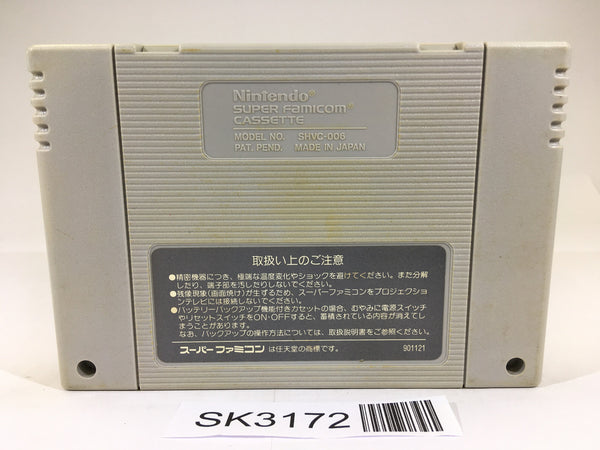 Nintendo®
SUPER FAMICOM®
CASSETTE
MODEL NO. SHVC-006
PAT. PEND. MADE IN JAPAN
取扱い上のご注意
●精密機器につき、極端な温度変化やショックを避けてください。また分解
したり、端子部を汚したりしないでください。
●残像現象(画面焼け)が生ずるため、スーパーファミコンをプロジェクショ
ンテレビには接続しないでください。
●バッテリーバックアップ機能付きカセットの場合、むやみに電源スイッチ
やリセットスイッチをON・OFFすると、蓄積されている内容が消えてし
まうことがあります。
なお、バックアップの操作方法については、取扱説明書をご参照ください。
スーパーファミコンは任天堂の商標です。 901121
SK3172